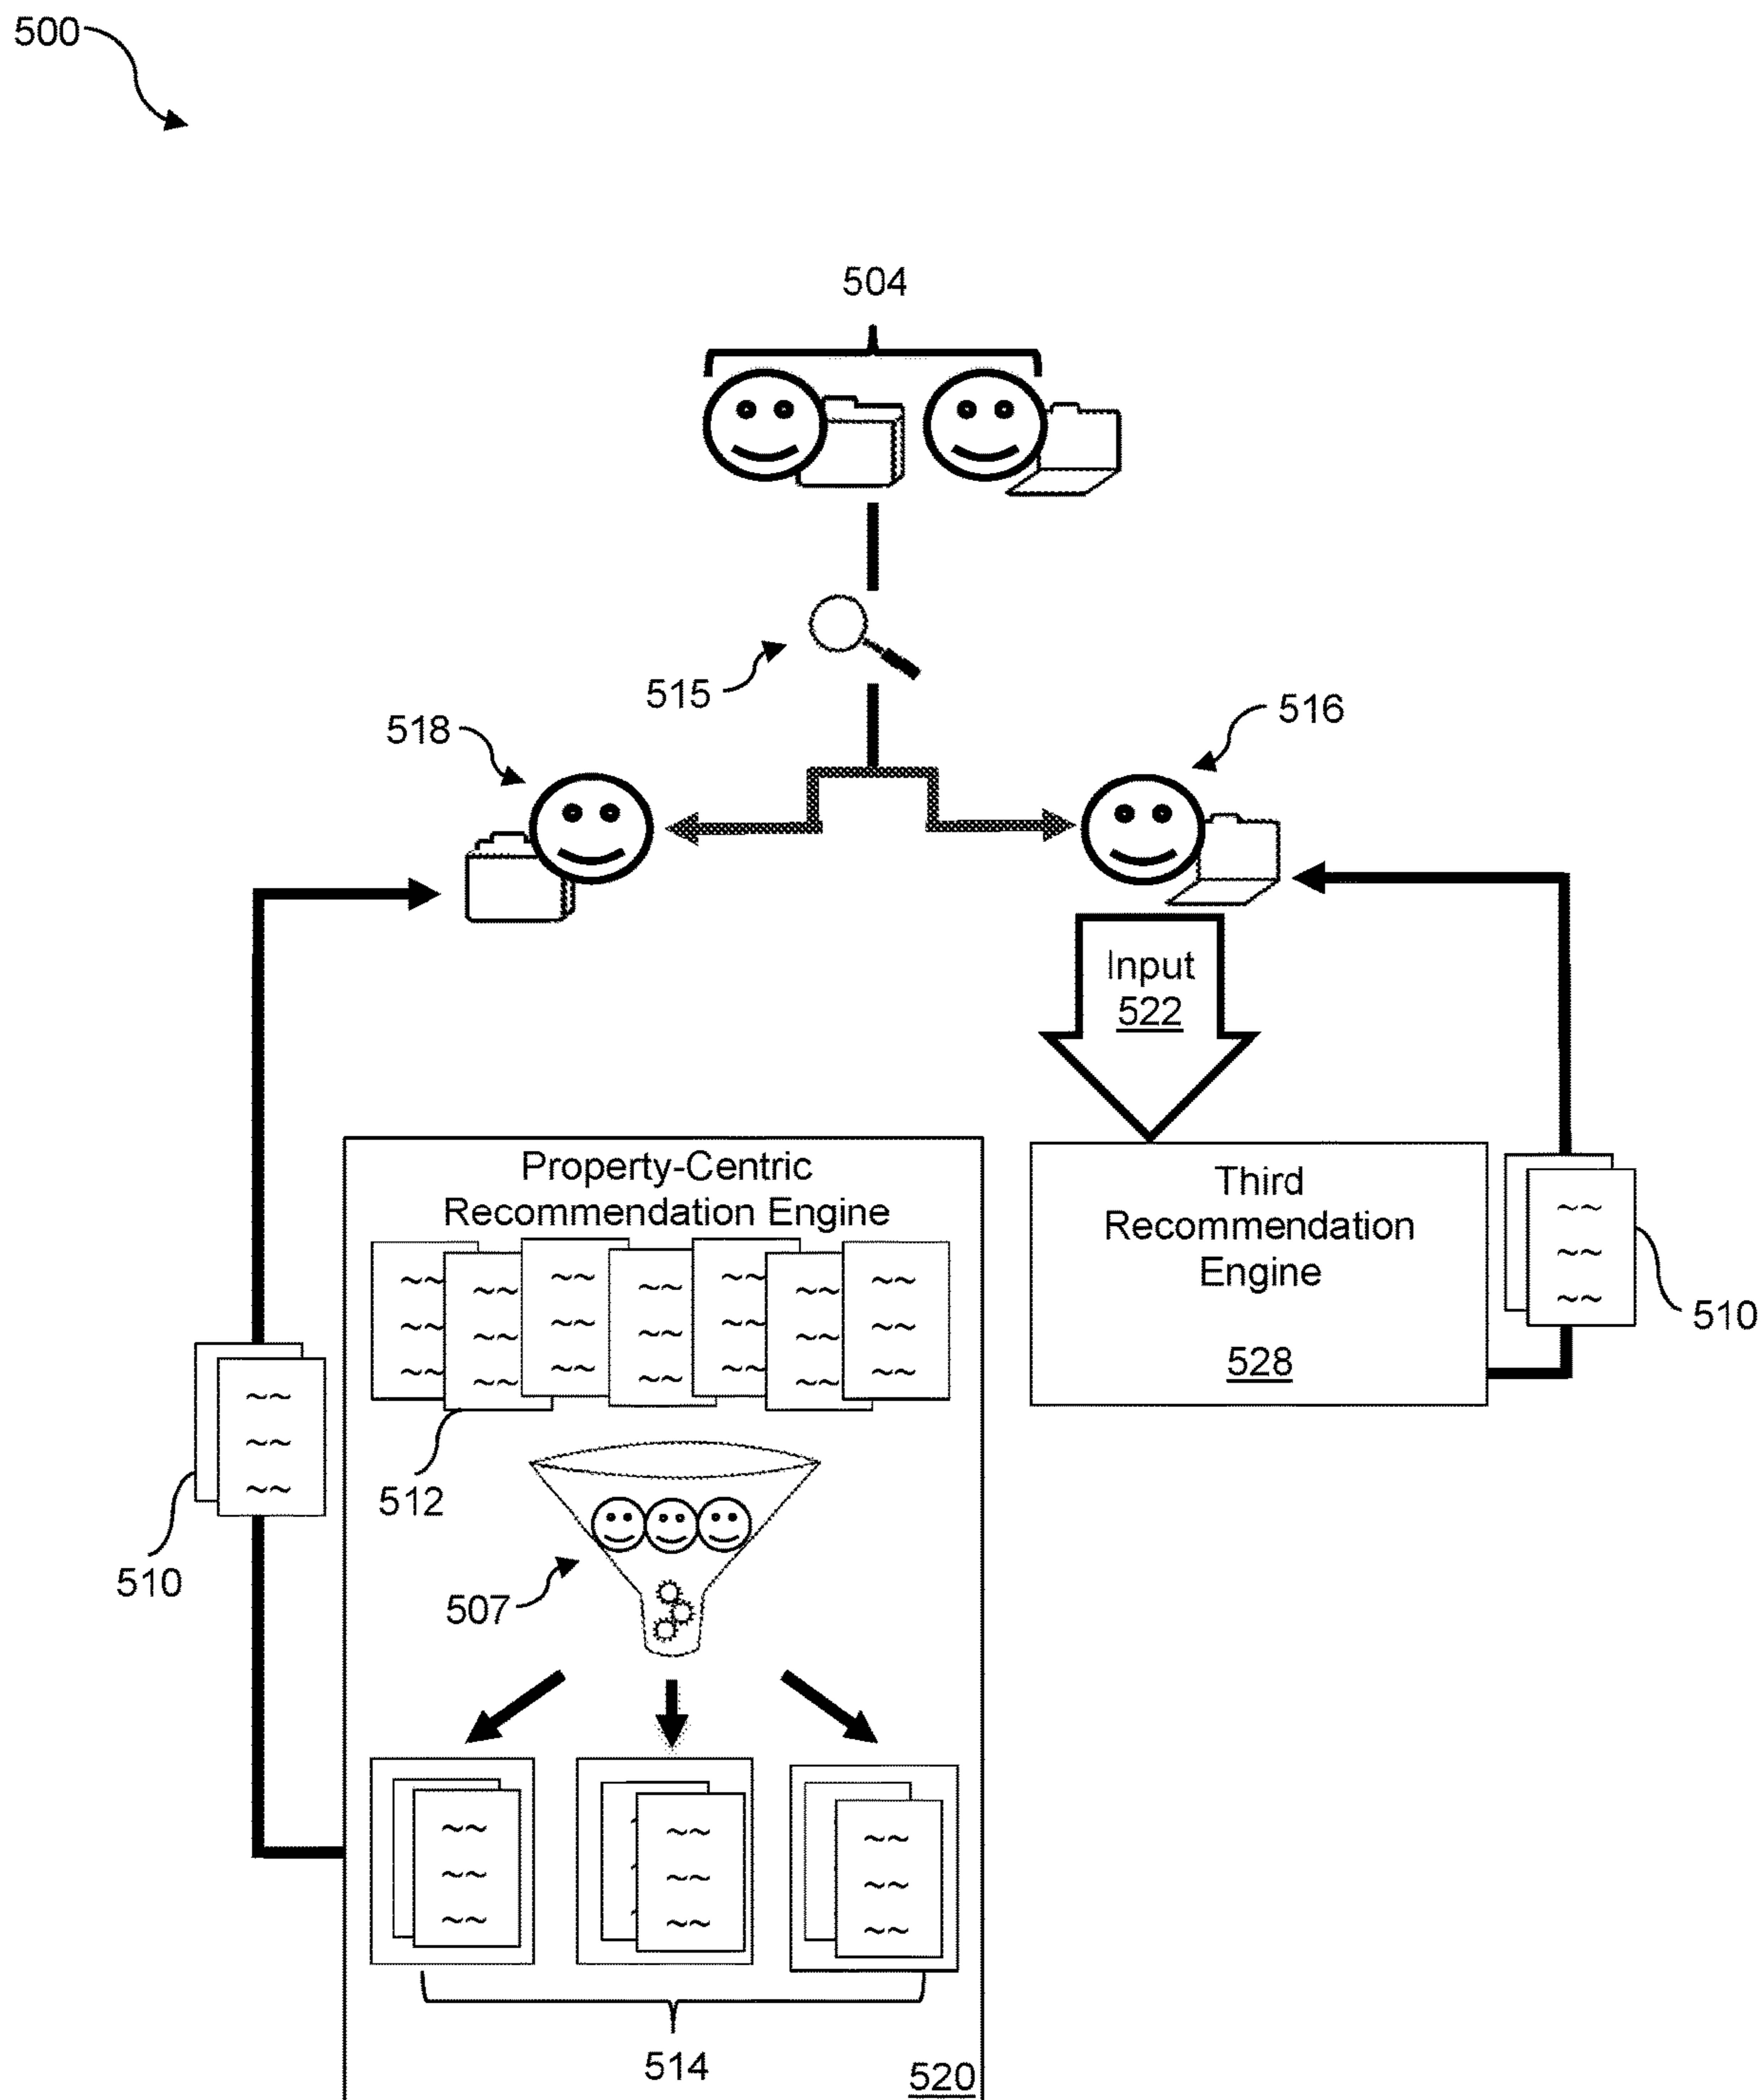 500
504
515
518
516
Input
522
Property-Centric
Recommendation Engine
Third
Recommendation
Engine
528
510
512
510
507
514
520